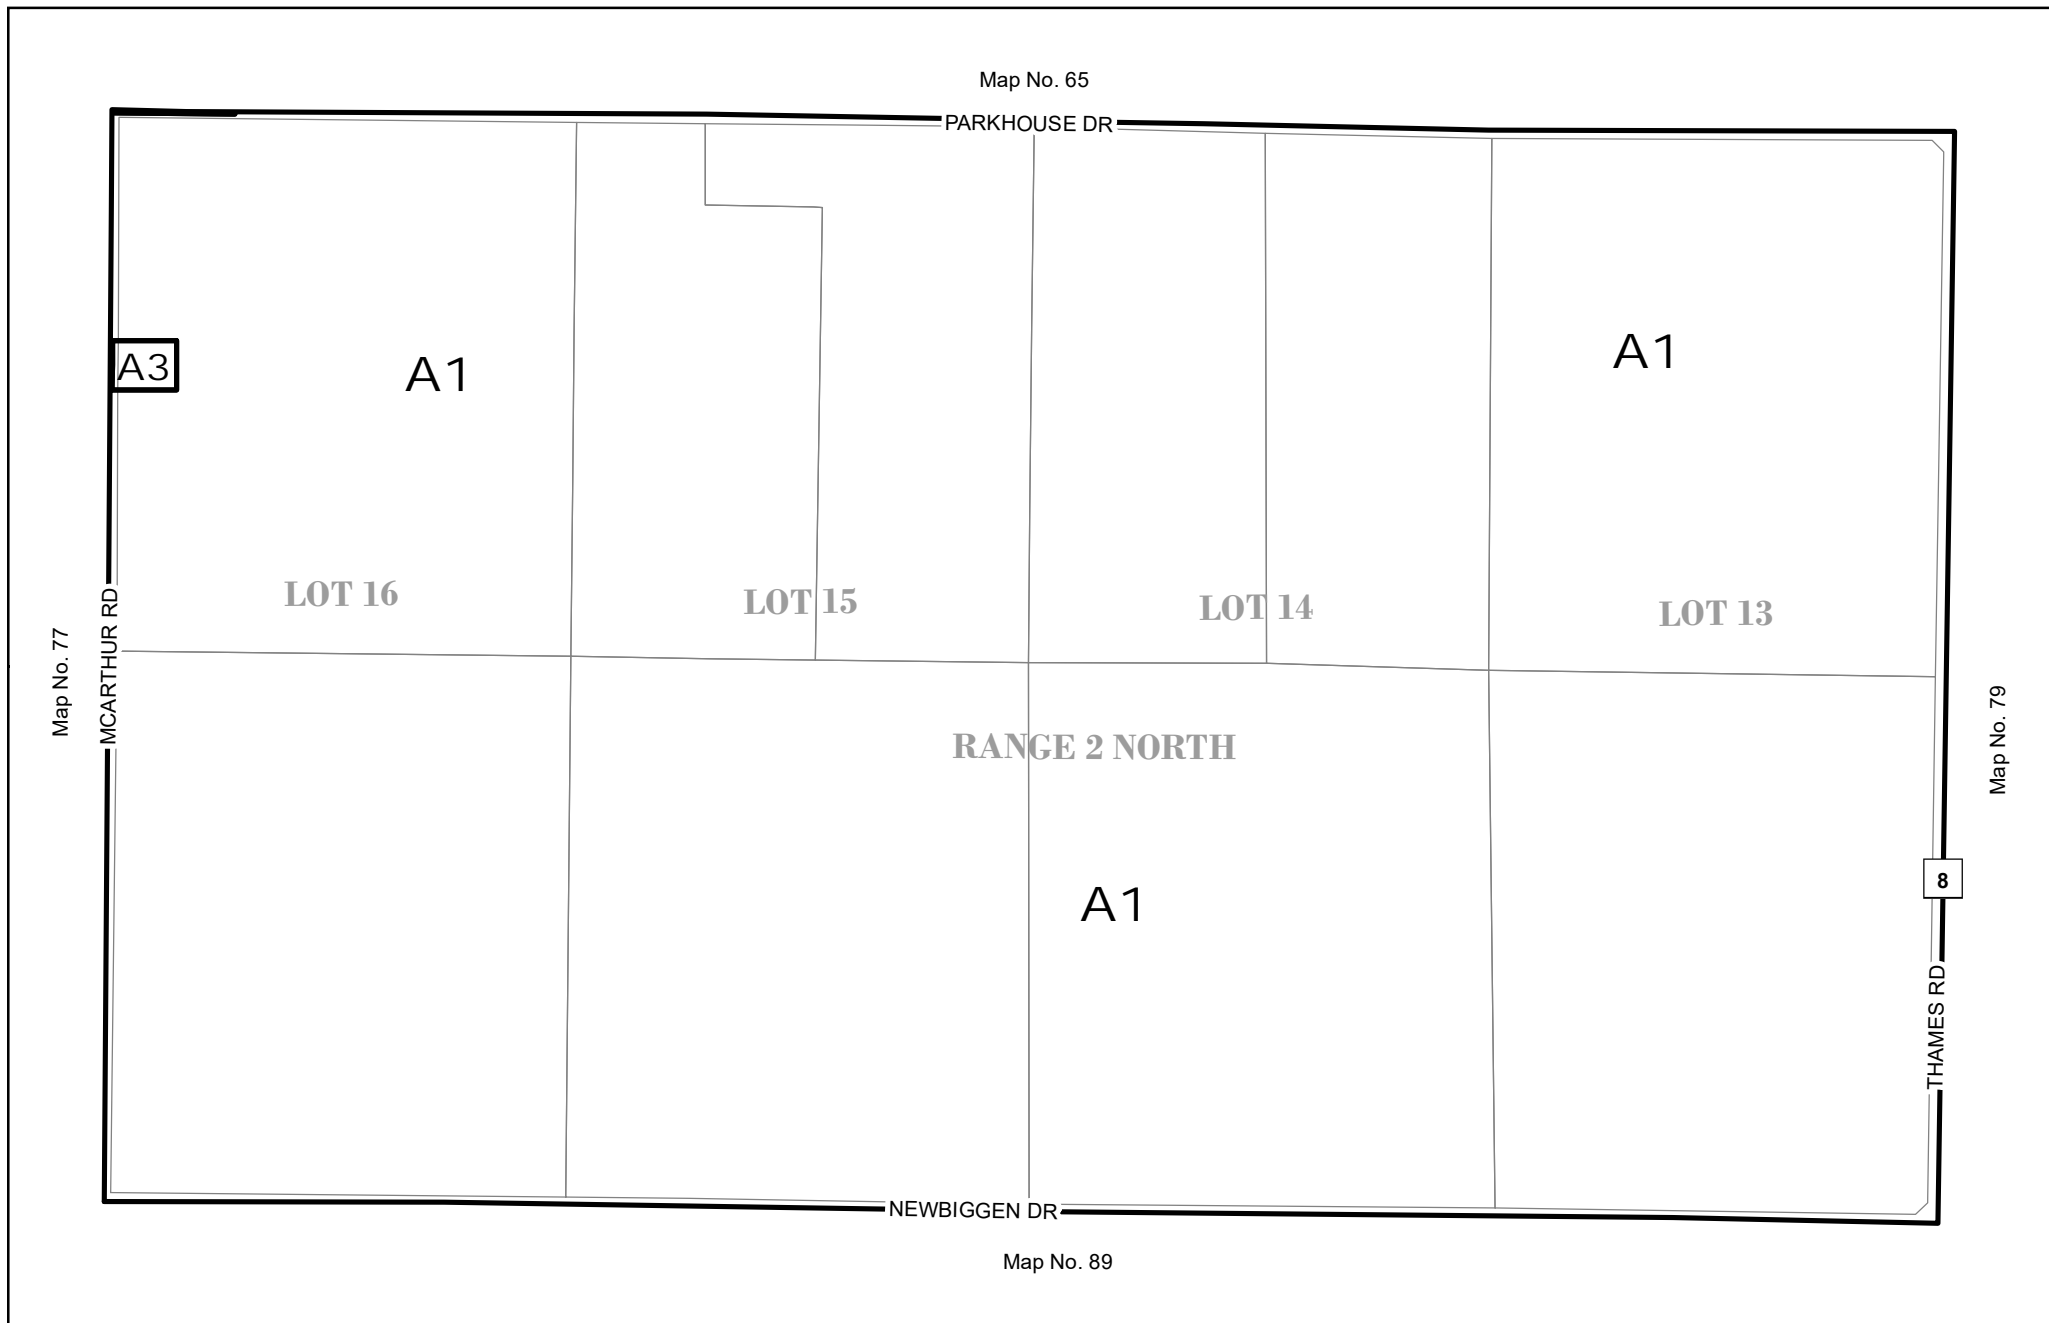 Map No. 65
PARKHOUSE DR
A1
A3
A1
LOT 16
LOT 15
LOT 14
LOT 13
MCARTHUR RD
Map No. 77
Map No. 79
RANGE 2 NORTH
8
A1
THAMES RD
NEWBIGGEN DR
Map No. 89